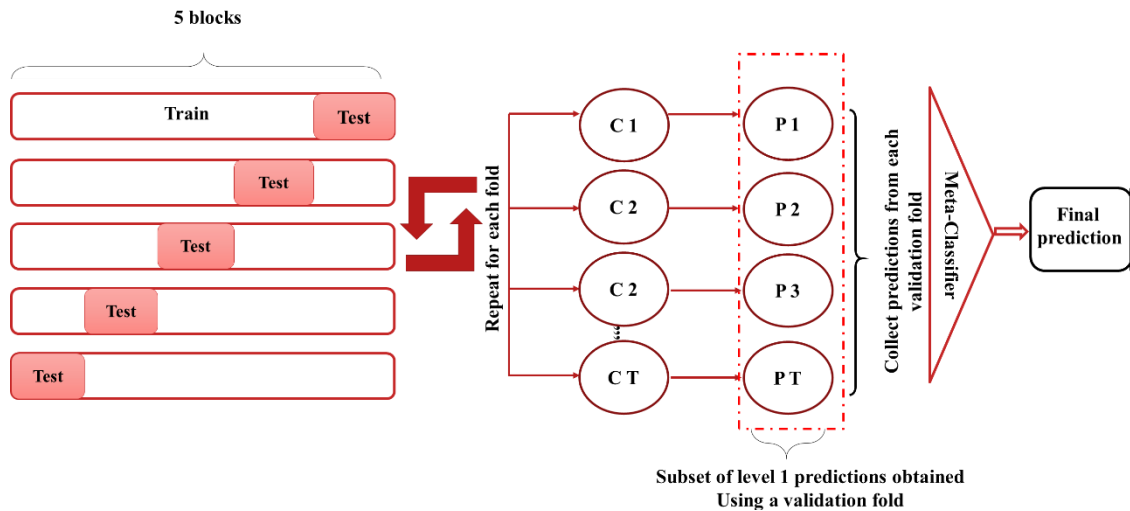 5 blocks
Train
Test
Test
Test
Test
Test
Repeat for each fold
C 1
C 2
C 2
,,,
C T
P 1
P 2
P 3
P T
Collect predictions from each
validation fold
Meta-Classifier
Final
prediction
Subset of level 1 predictions obtained
Using a validation fold